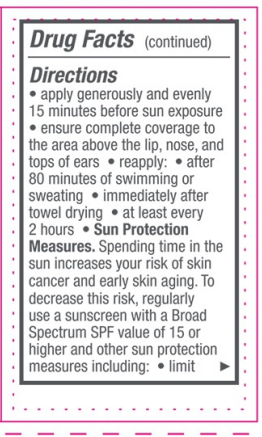 Drug Facts (continued)
Directions
• apply generously and evenly
15 minutes before sun exposure
• ensure complete coverage to
the area above the lip, nose, and
tops of ears • reapply: • after
80 minutes of swimming or
sweating • immediately after
towel drying • at least every
2 hours • Sun Protection
Measures. Spending time in the
sun increases your risk of skin
cancer and early skin aging. To
decrease this risk, regularly
use a sunscreen with a Broad
Spectrum SPF value of 15 or
higher and other sun protection
measures including: • limit ►